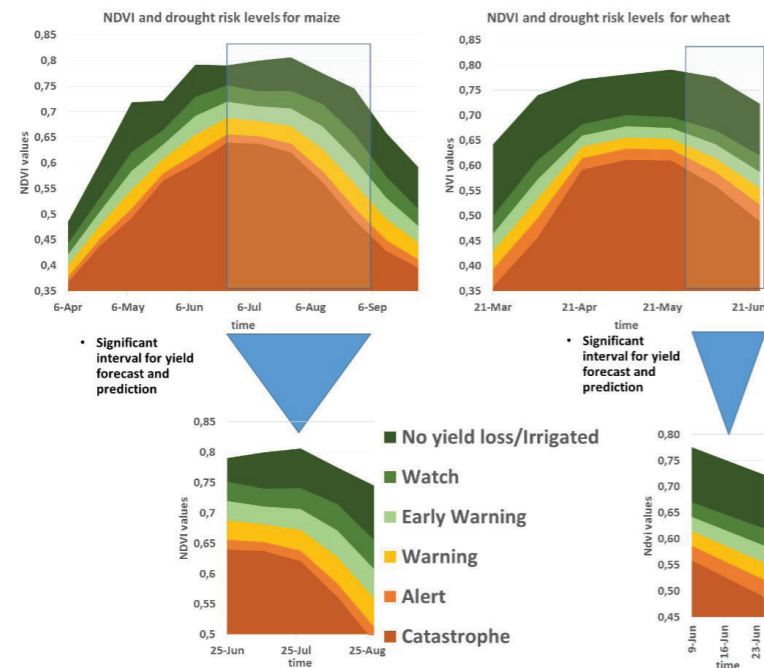 NDVI and drought risk levels for maize
NDVI values
0,85
0,8
0,75
0,7
0,65
0,6
0,55
0,5
0,45
0,4
0,35
6-Apr 6-May 6-Jun 6-Jul 6-Aug 6-Sep
time
NDVI and drought risk levels for wheat
NVI values
0,85
0,80
0,75
0,70
0,65
0,60
0,55
0,50
0,45
0,40
0,35
21-Mar 21-Apr 21-May 21-Jun
time
• Significant
interval for yield
forecast and
prediction
• Significant
interval for yield
forecast and
prediction
NDVI values
0,85
0,8
0,75
0,7
0,65
0,6
0,55
0,5
25-Jun 25-Jul 25-Aug
time
No yield loss/Irrigated
Watch
Early Warning
Warning
Alert
Catastrophe
Ndvi values
0,80
0,75
0,70
0,65
0,60
0,55
0,50
0,45
9-Jun
16-Jun
23-Jun
time